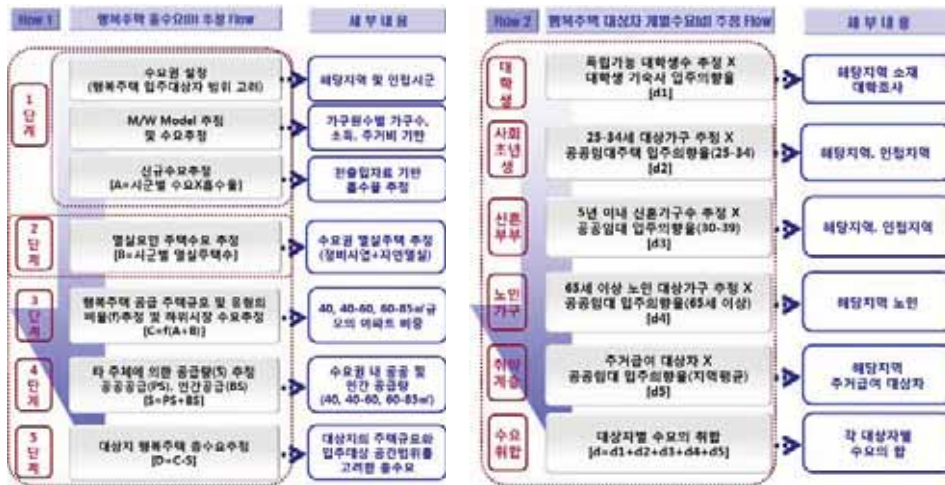 Flow 1
행복주택 총수요(D) 추정 Flow
세부내용
1
단
계
수요권 설정
(행복주택 입주대상자 범위 고려)
해당지역 및 인접시군
M/W Model 추정
및 수요추정
가구원수별 가구수,
소득, 주거비 기반
신규수요추정
[A=시군별 수요X흡수율]
전출입자료 기반
흡수율 추정
2
단
계
멸실요인 주택수요 추정
[B=시군별 멸실주택수]
수요권 멸실주택 추정
(정비사업+자연멸실)
3
단
계
행복주택 공급 주택규모 및 유형의
비율(f)추정 및 하위시장 수요추정
[C=f(A+B)]
40, 40-60, 60-85㎡규
모의 아파트 비중
4
단
계
타 주체에 의한 공급량(S) 추정
공공공급(PS), 민간공급(BS)
[S=PS+BS]
수요권 내 공공 및
민간 공급량
(40, 40-60, 60-85㎡)
5
단
계
대상지 행복주택 총수요추정
[D=C-S]
대상지의 주택규모와
입주대상 공간범위를
고려한 총수요
Flow 2
행복주택 대상자 계별수요(d) 추정 Flow
세부내용
대
학
생
독립가능 대학생수 추정 X
대학생 기숙사 입주의향율
[d1]
해당지역 소재
대학조사
사회
초년
생
25-34세 대상가구 추정 X
공공임대주택 입주의향율(25-34)
[d2]
해당지역, 인접지역
신혼
부부
5년 이내 신혼가구수 추정 X
공공임대 입주의향율(30-39)
[d3]
해당지역, 인접지역
노인
가구
65세 이상 노인 대상가구 추정 X
공공임대 입주의향율(65세 이상)
[d4]
해당지역 노인
취약
계층
주거급여 대상자 X
공공임대 입주의향율(지역평균)
[d5]
해당지역
주거급여 대상자
수요
취합
대상자별 수요의 취합
[d=d1+d2+d3+d4+d5]
각 대상자별
수요의 합